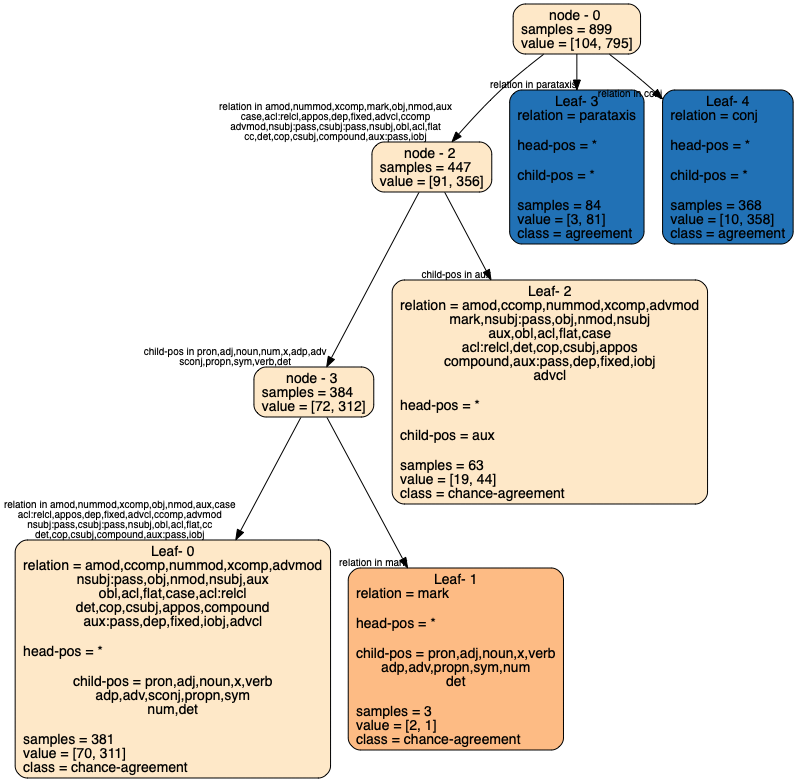 node - 0
samples = 899
value = [104, 795]
relation in parataxis
relation in conj
relation in amod,nummod,xcomp,mark,obj,nmod,aux
case,acl:relcl,appos,dep,fixed,advcl,ccomp
advmod,nsubj:pass,csubj:pass,nsubj,obl,acl,flat
cc,det,cop,csubj,compound,aux:pass,iobj
Leaf- 3
relation = parataxis
head-pos = *
child-pos = *
samples = 84
value = [3, 81]
class = agreement
Leaf- 4
relation = conj
head-pos = *
child-pos = *
samples = 368
value = [10, 358]
class = agreement
node - 2
samples = 447
value = [91, 356]
child-pos in aux
Leaf- 2
relation = amod,ccomp,nummod,xcomp,advmod
mark,nsubj:pass,obj,nmod,nsubj
aux,obl,acl,flat,case
acl:relcl,det,cop,csubj,appos
compound,aux:pass,dep,fixed,iobj
advcl
head-pos = *
child-pos = aux
samples = 63
value = [19, 44]
class = chance-agreement
child-pos in pron,adj,noun,num,x,adp,adv
sconj,propn,sym,verb,det
node - 3
samples = 384
value = [72, 312]
relation in amod,nummod,xcomp,obj,nmod,aux,case
acl:relcl,appos,dep,fixed,advcl,ccomp,advmod
nsubj:pass,csubj:pass,nsubj,obl,acl,flat,cc
det,cop,csubj,compound,aux:pass,iobj
Leaf- 0
relation = amod,ccomp,nummod,xcomp,advmod
nsubj:pass,obj,nmod,nsubj,aux
obl,acl,flat,case,acl:relcl
det,cop,csubj,appos,compound
aux:pass,dep,fixed,iobj,advcl
head-pos = *
child-pos = pron,adj,noun,x,verb
adp,adv,sconj,propn,sym
num,det
samples = 381
value = [70, 311]
class = chance-agreement
relation in mark
Leaf- 1
relation = mark
head-pos = *
child-pos = pron,adj,noun,x,verb
adp,adv,propn,sym,num
det
samples = 3
value = [2, 1]
class = chance-agreement